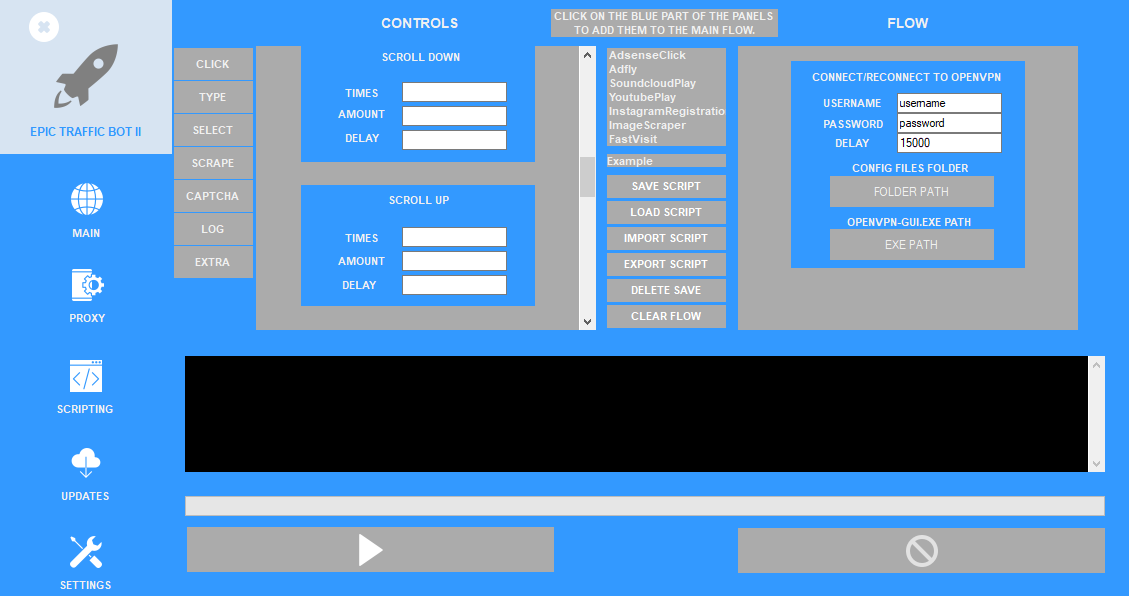 EPIC TRAFFIC BOT II
MAIN
PROXY
SCRIPTING
UPDATES
SETTINGS
CONTROLS
CLICK ON THE BLUE PART OF THE PANELS
TO ADD THEM TO THE MAIN FLOW.
FLOW
CLICK
TYPE
SELECT
SCRAPE
CAPTCHA
LOG
EXTRA
SCROLL DOWN
TIMES
AMOUNT
DELAY
SCROLL UP
TIMES
AMOUNT
DELAY
AdsenseClick
Adfly
SoundcloudPlay
YoutubePlay
InstagramRegistratio
ImageScraper
FastVisit
Example
SAVE SCRIPT
LOAD SCRIPT
IMPORT SCRIPT
EXPORT SCRIPT
DELETE SAVE
CLEAR FLOW
CONNECT/RECONNECT TO OPENVPN
USERNAME username
PASSWORD password
DELAY 15000
CONFIG FILES FOLDER
FOLDER PATH
OPENVPN-GUI.EXE PATH
EXE PATH